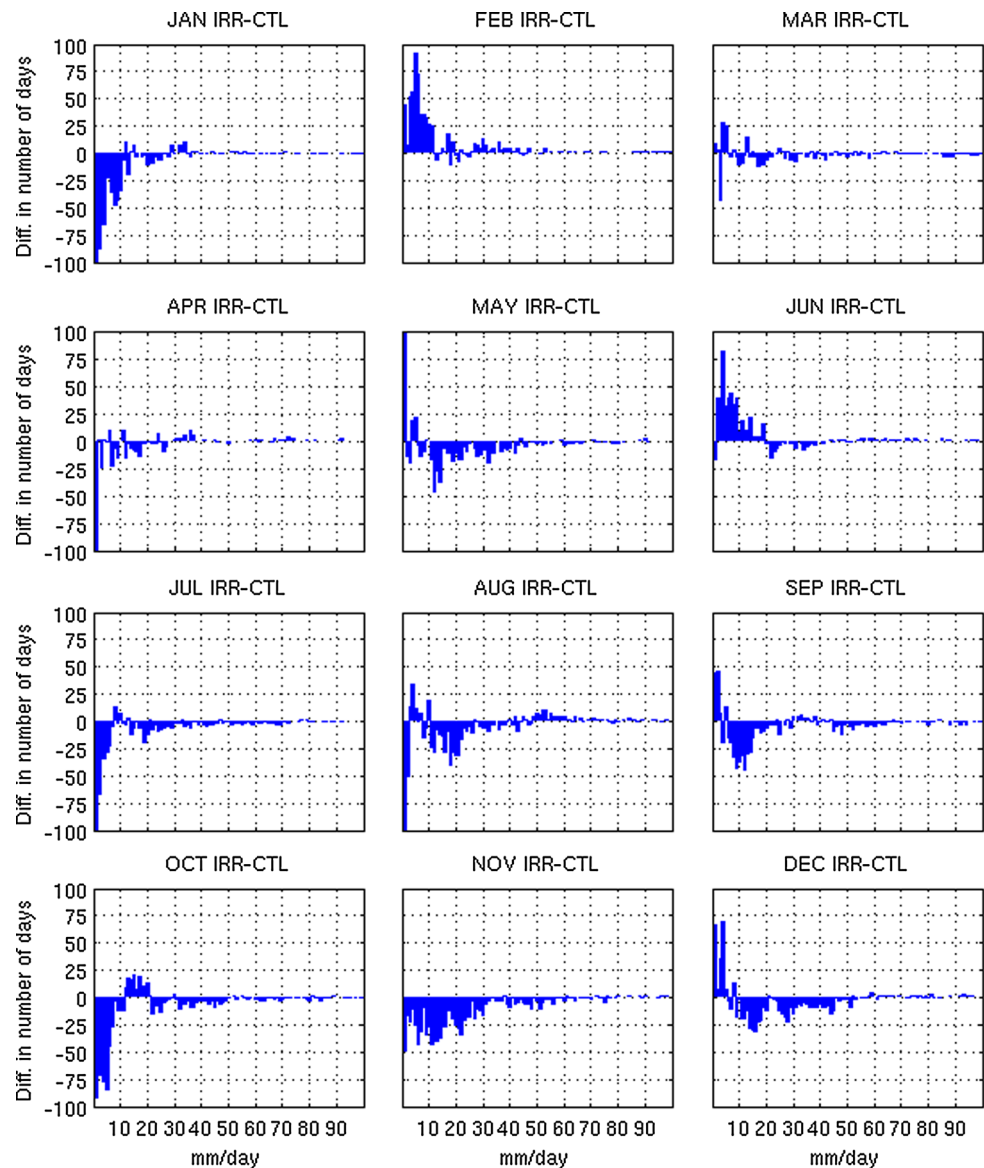 JAN IRR-CTL
FEB IRR-CTL
MAR IRR-CTL
Diff. in number of days
100
75
50
25
0
-25
-50
-75
-100
APR IRR-CTL
MAY IRR-CTL
JUN IRR-CTL
Diff. in number of days
100
75
50
25
0
-25
-50
-75
-100
JUL IRR-CTL
AUG IRR-CTL
SEP IRR-CTL
Diff. in number of days
100
75
50
25
0
-25
-50
-75
-100
OCT IRR-CTL
NOV IRR-CTL
DEC IRR-CTL
Diff. in number of days
100
75
50
25
0
-25
-50
-75
-100
10 20 30 40 50 60 70 80 90
10 20 30 40 50 60 70 80 90
10 20 30 40 50 60 70 80 90
mm/day
mm/day
mm/day